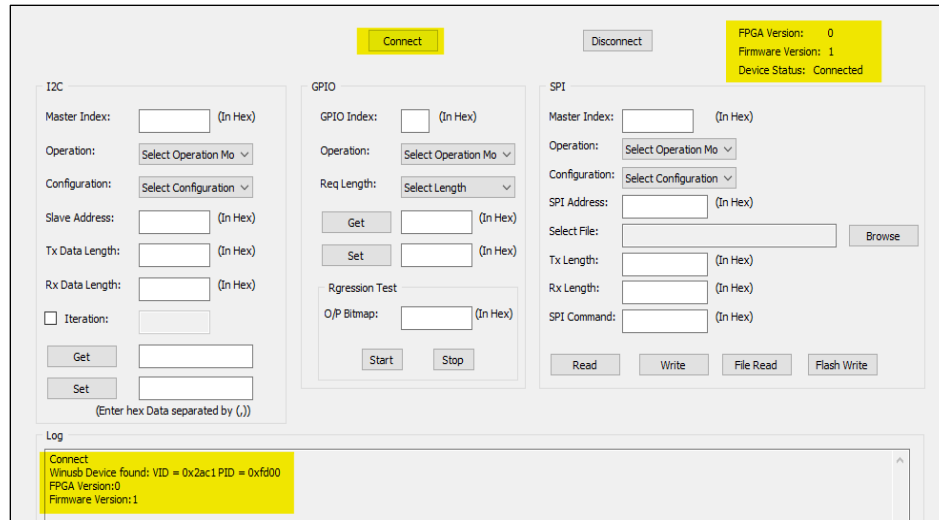 Connect
Disconnect
FPGA Version: 0
Firmware Version: 1
Device Status: Connected
I2C
Master Index: (In Hex)
Operation: Select Operation Mo
Configuration: Select Configuration
Slave Address: (In Hex)
Tx Data Length: (In Hex)
Rx Data Length: (In Hex)
Iteration:
Get
Set
(Enter hex Data separated by (,))
GPIO
GPIO Index: (In Hex)
Operation: Select Operation Mo
Req Length: Select Length
Get (In Hex)
Set (In Hex)
Rgression Test
O/P Bitmap: (In Hex)
Start Stop
SPI
Master Index: (In Hex)
Operation: Select Operation Mo
Configuration: Select Configuration
SPI Address: (In Hex)
Select File: Browse
Tx Length: (In Hex)
Rx Length: (In Hex)
SPI Command: (In Hex)
Read Write File Read Flash Write
Log
Connect
Winusb Device found: VID = 0x2ac1 PID = 0xfd00
FPGA Version:0
Firmware Version:1